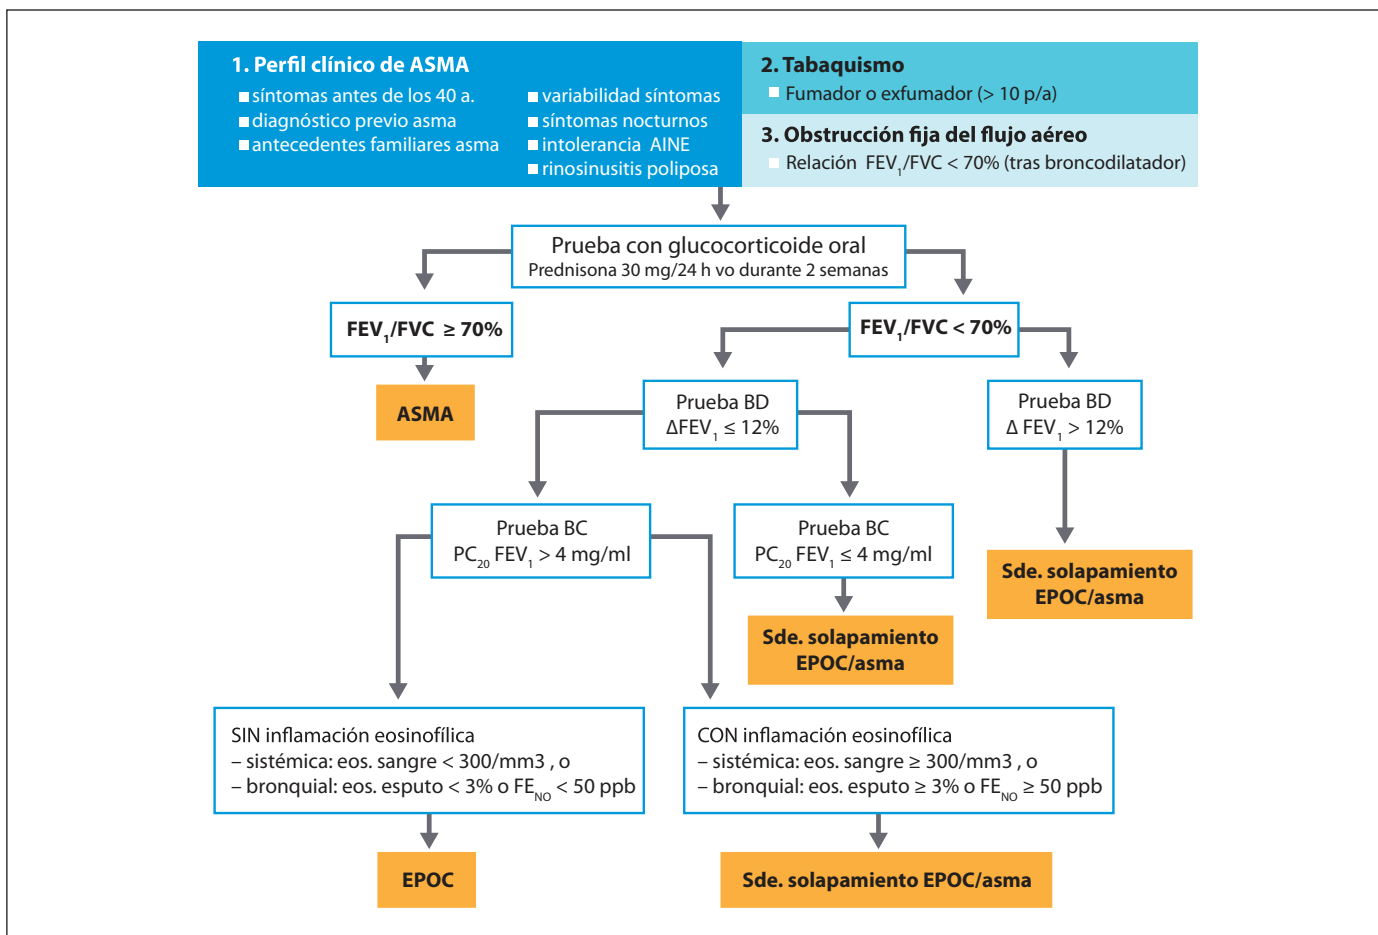 1. Perfil clínico de ASMA
■ síntomas antes de los 40 a.
■ diagnóstico previo asma
■ antecedentes familiares asma
■ variabilidad síntomas
■ síntomas nocturnos
■ intolerancia AINE
■ rinosinusitis poliposa
2. Tabaquismo
■ Fumador o exfumador (> 10 p/a)
3. Obstrucción fija del flujo aéreo
■ Relación FEV₁/FVC < 70% (tras broncodilatador)
Prueba con glucocorticoide oral
Prednisona 30 mg/24 h vo durante 2 semanas
FEV₁/FVC ≥ 70%
FEV₁/FVC < 70%
ASMA
Prueba BD
ΔFEV₁ ≤ 12%
Prueba BD
Δ FEV₁ > 12%
Prueba BC
PC₂₀ FEV₁ > 4 mg/ml
Prueba BC
PC₂₀ FEV₁ ≤ 4 mg/ml
Sde. solapamiento
EPOC/asma
Sde. solapamiento
EPOC/asma
SIN inflamación eosinofílica
– sistémica: eos. sangre < 300/mm3 , o
– bronquial: eos. esputo < 3% o FE_NO < 50 ppb
CON inflamación eosinofílica
– sistémica: eos. sangre ≥ 300/mm3 , o
– bronquial: eos. esputo ≥ 3% o FE_NO ≥ 50 ppb
EPOC
Sde. solapamiento EPOC/asma